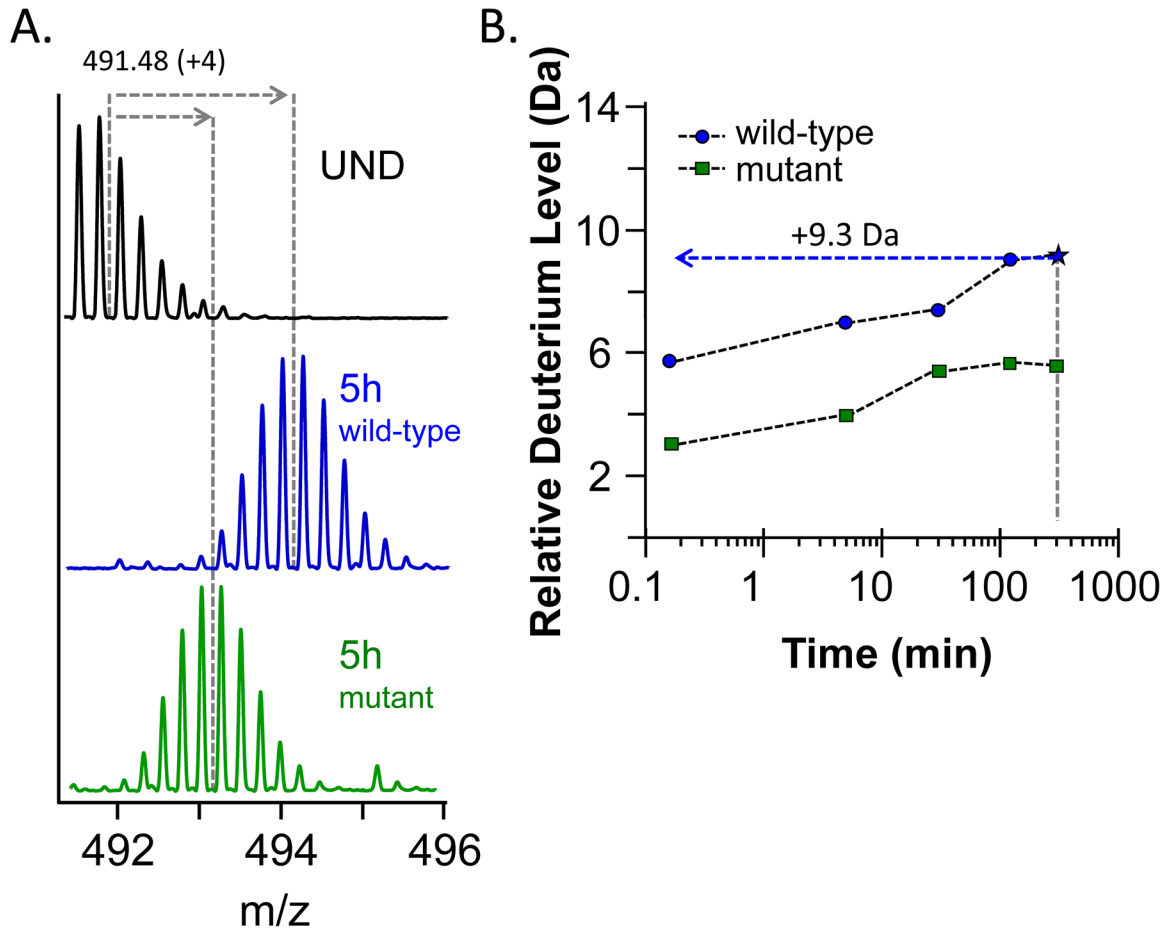 A.
491.48 (+4)
UND
5h
wild-type
5h
mutant
492
494
496
m/z
B.
Relative Deuterium Level (Da)
14
10
6
2
wild-type
mutant
+9.3 Da
0.1
1
10
100
1000
Time (min)